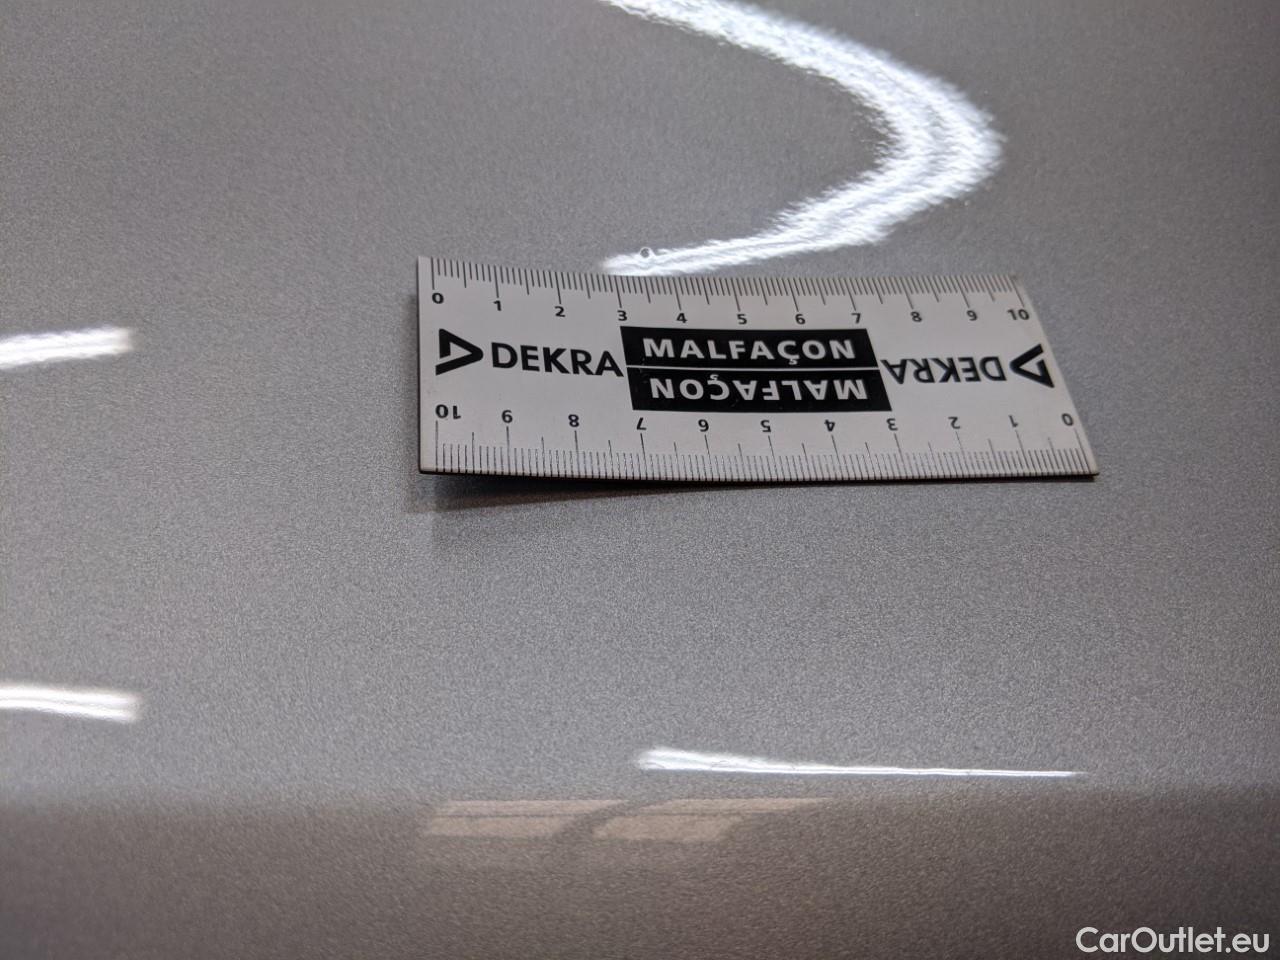 0 1 2 3 4 5 6 7 8 9 10
DEKRA MALFAÇON DEKRA
MALFAÇON
10 9 8 7 6 5 4 3 2 1 0
CarOutlet.eu